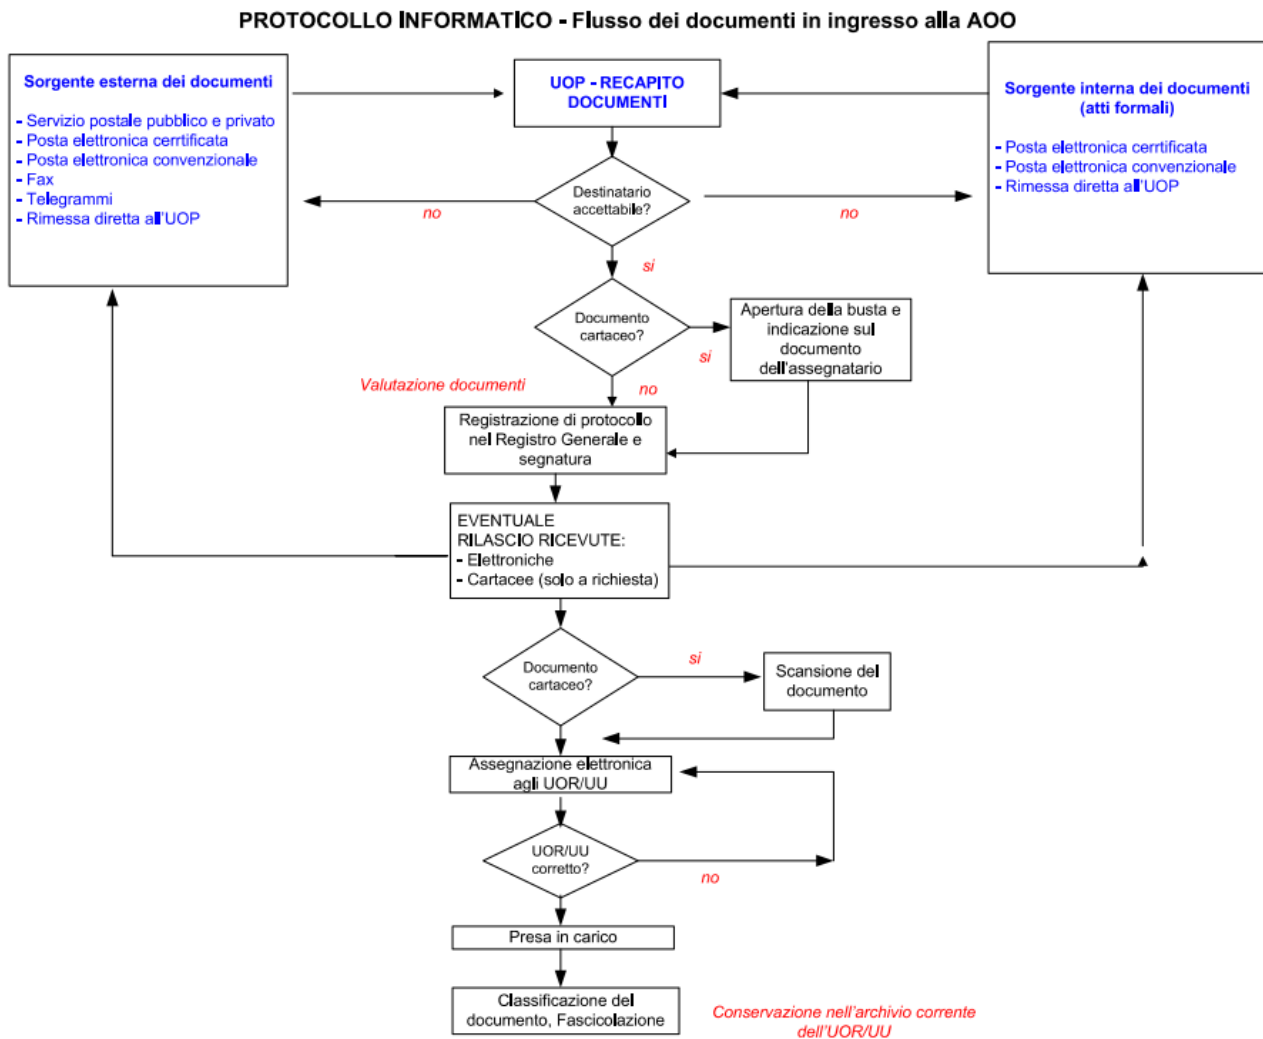 PROTOCOLLO INFORMATICO - Flusso dei documenti in ingresso alla AOO
Sorgente esterna dei documenti
- Servizio postale pubblico e privato
- Posta elettronica cerrtificata
- Posta elettronica convenzionale
- Fax
- Telegrammi
- Rimessa diretta all'UOP
UOP - RECAPITO
DOCUMENTI
Sorgente interna dei documenti
(atti formali)
- Posta elettronica cerrtificata
- Posta elettronica convenzionale
- Rimessa diretta all'UOP
Destinatario
accettabile?
no
no
si
Documento
cartaceo?
si
Apertura della busta e
indicazione sul
documento
dell'assegnatario
Valutazione documenti
no
Registrazione di protocollo
nel Registro Generale e
segnatura
EVENTUALE
RILASCIO RICEVUTE:
- Elettroniche
- Cartacee (solo a richiesta)
Documento
cartaceo?
si
Scansione del
documento
Assegnazione elettronica
agli UOR/UU
UOR/UU
corretto?
no
Presa in carico
Classificazione del
documento, Fascicolazione
Conservazione nell'archivio corrente
dell'UOR/UU